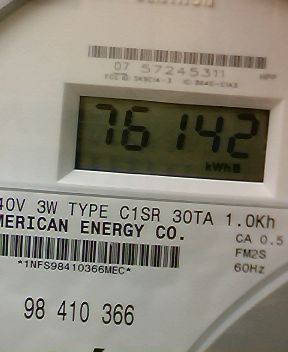 07 57245311
76142
kWh
40V 3W TYPE C1SR 30TA 1.0Kh
MERICAN ENERGY CO.
CA 0.5
*1NFS98410366MEC*
FM2S
60Hz
98 410 366